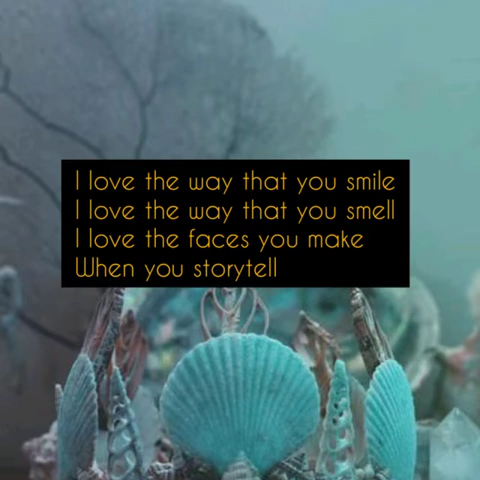 I love the way that you smile
I love the way that you smell
I love the faces you make
When you storytell